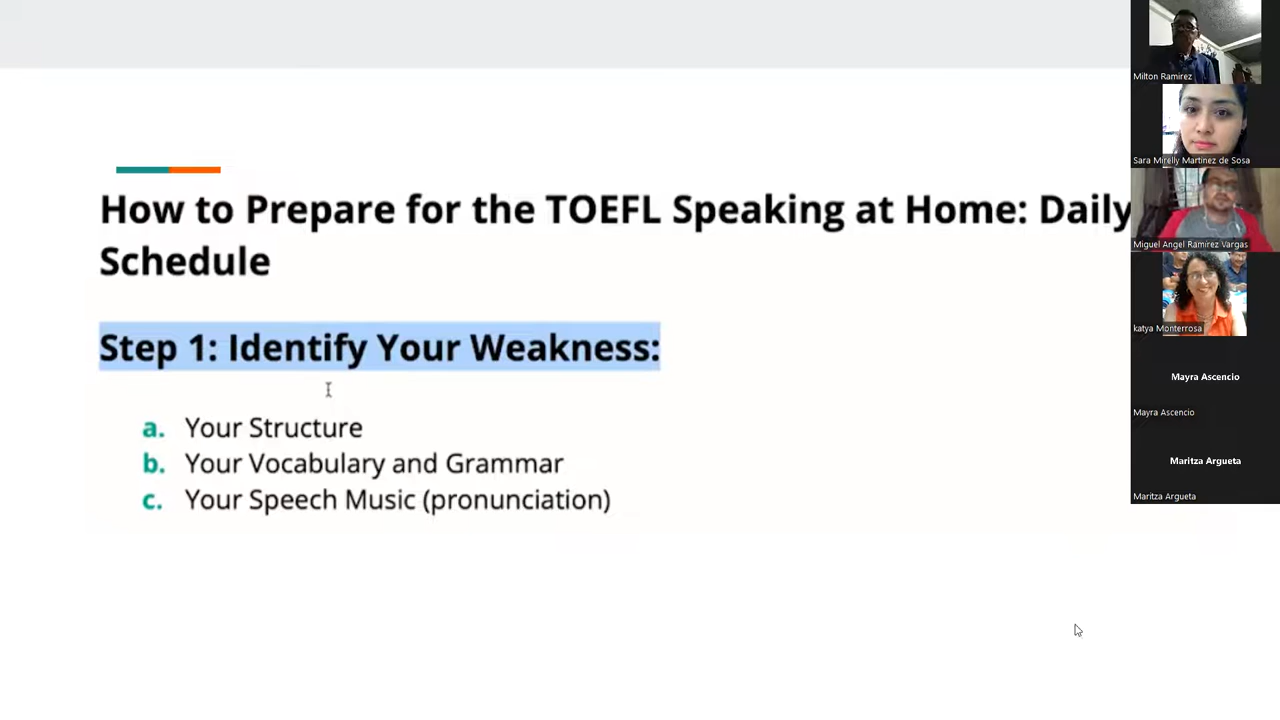 How to Prepare for the TOEFL Speaking at Home: Daily
Schedule
Step 1: Identify Your Weakness:
a. Your Structure
b. Your Vocabulary and Grammar
c. Your Speech Music (pronunciation)
Milton Ramirez
Sara Mirelly Martinez de Sosa
Miguel Angel Ramirez Vargas
katya Monterrosa
Mayra Ascencio
Mayra Ascencio
Maritza Argueta
Maritza Argueta